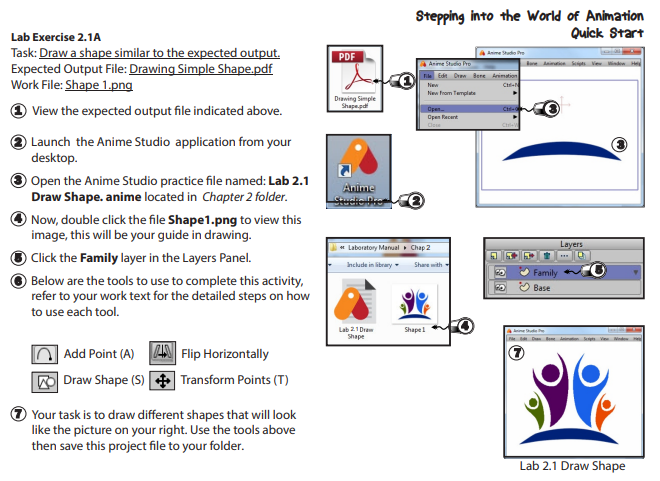 Stepping into the World of Animation
Quick Start
Lab Exercise 2.1A
Task: Draw a shape similar to the expected output.
Expected Output File: Drawing Simple Shape.pdf
Work File: Shape 1.png
1 View the expected output file indicated above.
2 Launch the Anime Studio application from your
desktop.
3 Open the Anime Studio practice file named: Lab 2.1
Draw Shape. anime located in Chapter 2 folder.
4 Now, double click the file Shape1.png to view this
image, this will be your guide in drawing.
5 Click the Family layer in the Layers Panel.
6 Below are the tools to use to complete this activity,
refer to your work text for the detailed steps on how
to use each tool.
Add Point (A) Flip Horizontally
Draw Shape (S) Transform Points (T)
7 Your task is to draw different shapes that will look
like the picture on your right. Use the tools above
then save this project file to your folder.
PDF
Drawing Simple
Shape.pdf
1
Anime Studio Pro
File Edit Draw Bone Animation
New Ctrl+N
New From Template
Open... Ctrl+
Open Recent
Close
3
Anime Studio Pro
Bone Animation Scripts View Window Help
3
Anime
Studio Pro
2
« Laboratory Manual Chap 2
Include in library Share with
Lab 2.1 Draw
Shape
Shape 1
4
Layers
Family
Base
5
Anime Studio Pro
File Edit Draw Bone Animation Scripts View Window Help
7
Lab 2.1 Draw Shape